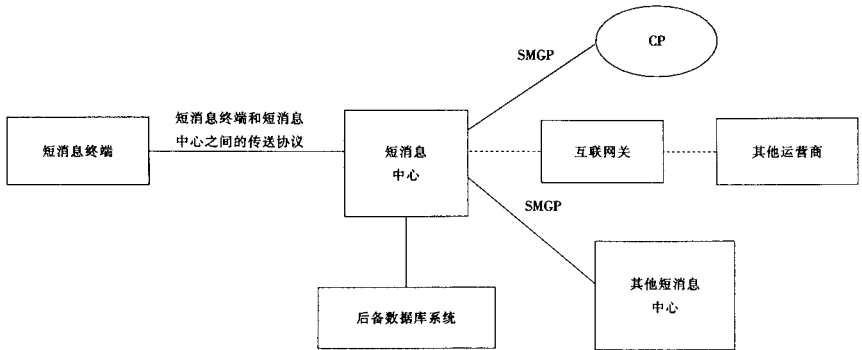 CP
SMGP
短消息终端和短消息
中心之间的传送协议
短消息终端
短消息
中心
互联网关
其他运营商
SMGP
其他短消息
中心
后备数据库系统